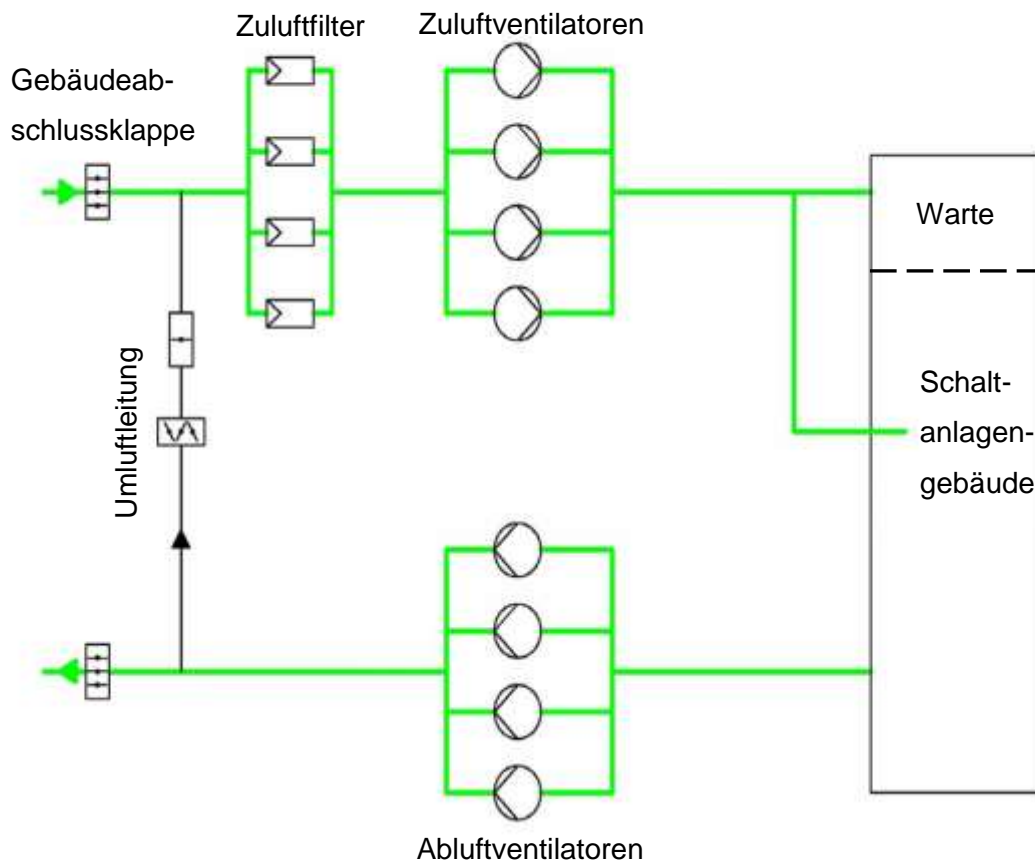 Zuluftfilter
Zuluftventilatoren
Gebäudeab-
schlussklappe
Warte
Umluftleitung
Schalt-
anlagen-
gebäude
Abluftventilatoren